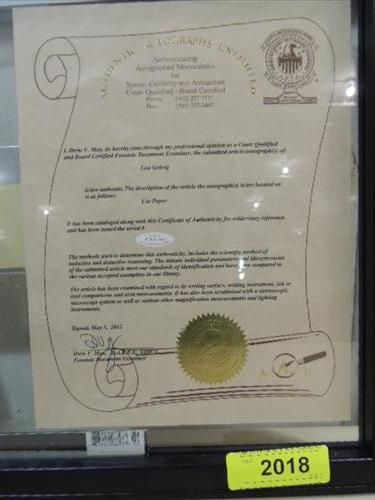 AUTHENTIC AUTOGRAPHS UNLIMITED
Authenticating
Autographed Memorabilia
for
Sports, Celebrity and Antiquities
Court Qualified - Board Certified
Phone
Fax
I, Drew V. Max, do hereby state through my professional opinion as a Court Qualified
and Board Certified Forensic Document Examiner, the submitted article/autograph(s) of:
Lou Gehrig
is/are authentic. The description of the article the autograph(s) is/are located on
is as follows:
Cut Paper
It has been cataloged along with this Certificate of Authenticity for evidentiary reference
and has been issued the serial #
The methods used to determine this authenticity, includes the scientific method of
inductive and deductive reasoning. The minute individual parameters and idiosyncrasies
of the submitted article meet our standards of identification and have been compared to
the various accepted exemplars in our library.
The article has been examined with regard to its writing surface, writing instrument, ink or
lead comparisons and area measurements. It has also been scrutinized with a stereoscopic
microscope system as well as various other magnification measurements and lighting
instruments.
Signed, May 5, 2012
Drew V Max,
Forensic Document Examiner
A
2018